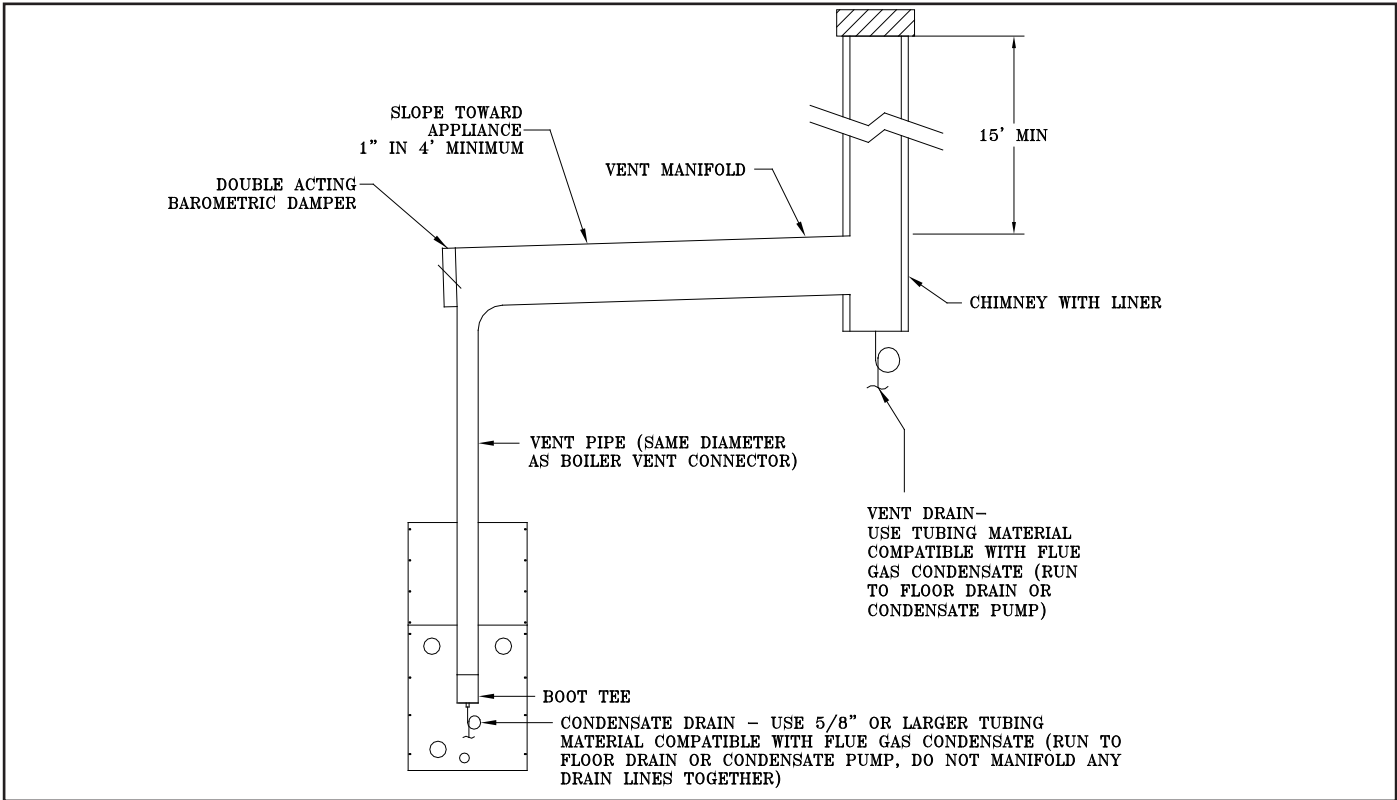 SLOPE TOWARD
APPLIANCE
1” IN 4’ MINIMUM
15’ MIN
VENT MANIFOLD
DOUBLE ACTING
BAROMETRIC DAMPER
CHIMNEY WITH LINER
VENT PIPE (SAME DIAMETER
AS BOILER VENT CONNECTOR)
VENT DRAIN–
USE TUBING MATERIAL
COMPATIBLE WITH FLUE
GAS CONDENSATE (RUN
TO FLOOR DRAIN OR
CONDENSATE PUMP)
BOOT TEE
CONDENSATE DRAIN – USE 5/8” OR LARGER TUBING
MATERIAL COMPATIBLE WITH FLUE GAS CONDENSATE (RUN TO
FLOOR DRAIN OR CONDENSATE PUMP, DO NOT MANIFOLD ANY
DRAIN LINES TOGETHER)